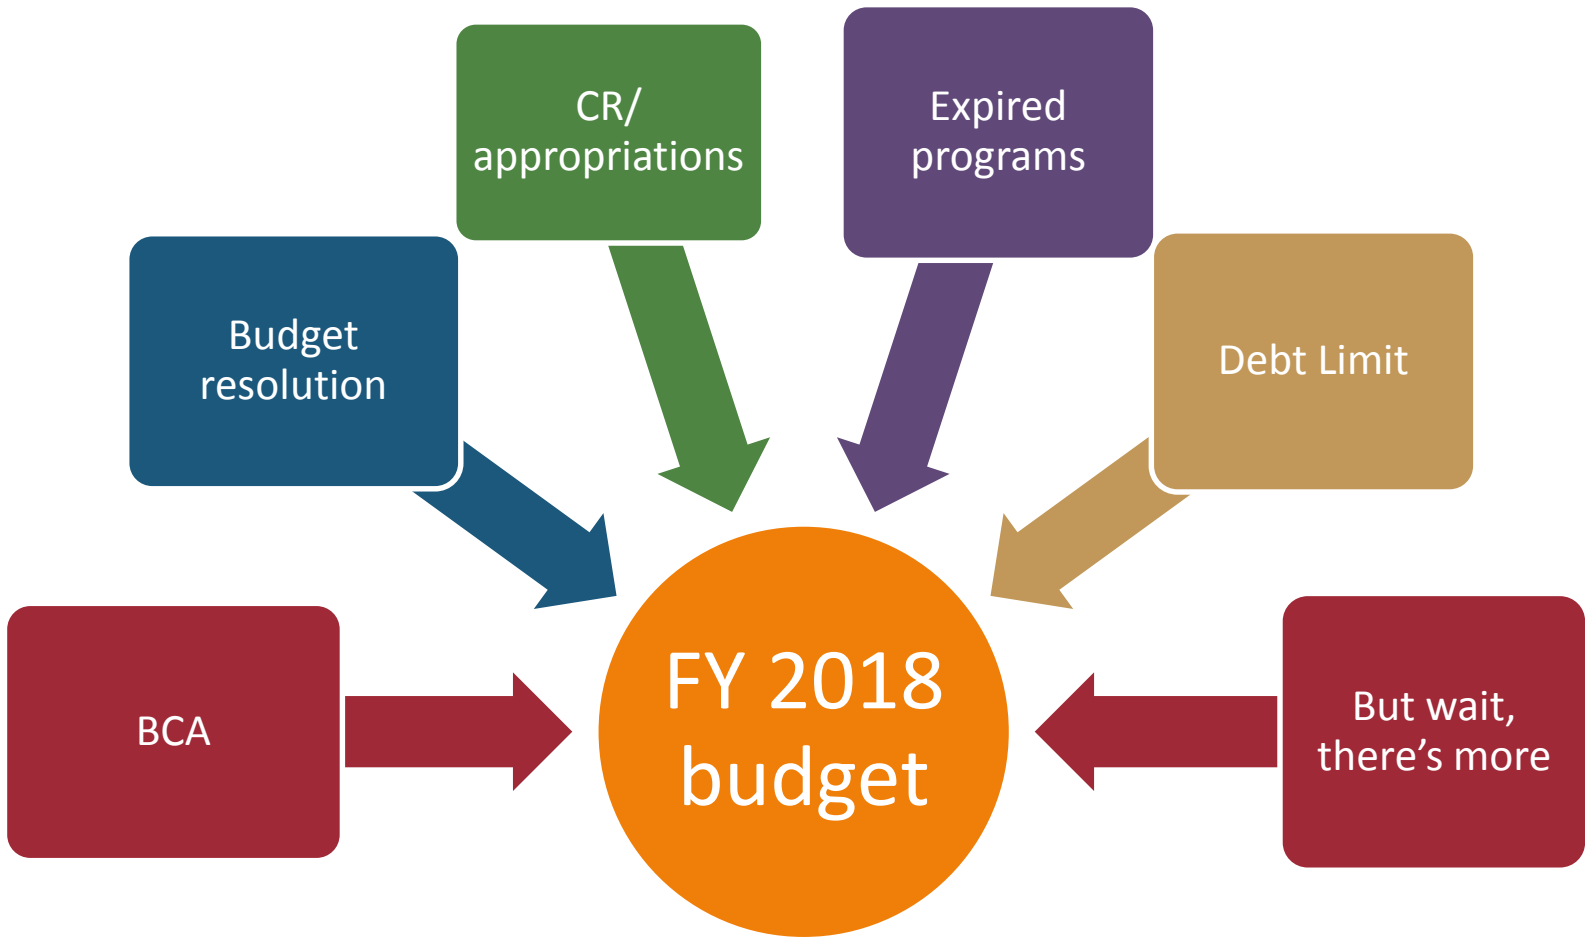 CR/
appropriations
Expired
programs
Budget
resolution
Debt Limit
BCA
FY 2018
budget
But wait,
there’s more